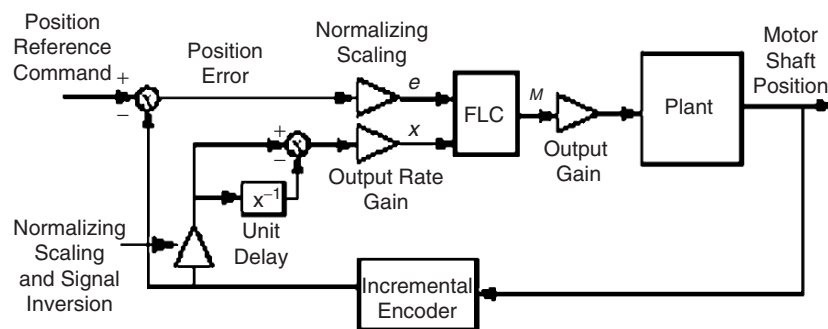 Position
Reference
Command
+
−
Position
Error
Normalizing
Scaling
e
FLC
M
Output
Gain
Plant
Motor
Shaft
Position
+
−
x
Output Rate
Gain
x⁻¹
Unit
Delay
Normalizing
Scaling
and Signal
Inversion
Incremental
Encoder